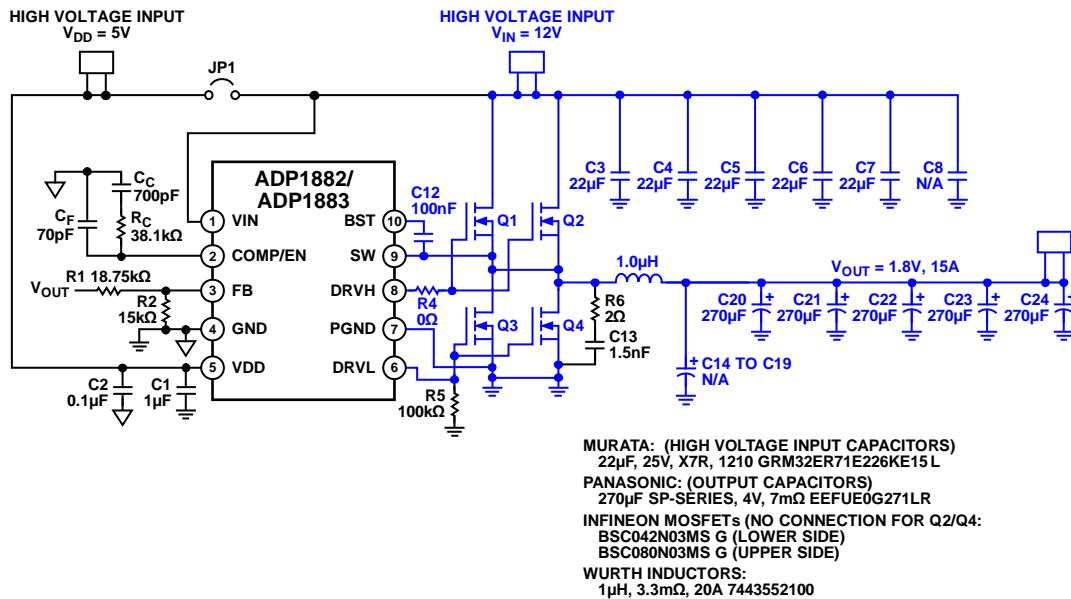 HIGH VOLTAGE INPUT
VDD = 5V
HIGH VOLTAGE INPUT
VIN = 12V
JP1
CC
700pF
CF
70pF
RC
38.1kΩ
ADP1882/
ADP1883
1 VIN
2 COMP/EN
3 FB
4 GND
5 VDD
BST 10
SW 9
DRVH 8
PGND 7
DRVL 6
VOUT
R1 18.75kΩ
R2
15kΩ
C2
0.1µF
C1
1µF
C12
100nF
R4
0Ω
R5
100kΩ
Q1
Q2
Q3
Q4
C3
22µF
C4
22µF
C5
22µF
C6
22µF
C7
22µF
C8
N/A
1.0µH
R6
2Ω
C13
1.5nF
VOUT = 1.8V, 15A
C20
270µF
+
C21
270µF
+
C22
270µF
+
C23
270µF
+
C24
270µF
+
+
C14 TO C19
N/A
MURATA: (HIGH VOLTAGE INPUT CAPACITORS)
22µF, 25V, X7R, 1210 GRM32ER71E226KE15 L
PANASONIC: (OUTPUT CAPACITORS)
270µF SP-SERIES, 4V, 7mΩ EEFUE0G271LR
INFINEON MOSFETs (NO CONNECTION FOR Q2/Q4:
BSC042N03MS G (LOWER SIDE)
BSC080N03MS G (UPPER SIDE)
WURTH INDUCTORS:
1µH, 3.3mΩ, 20A 7443552100